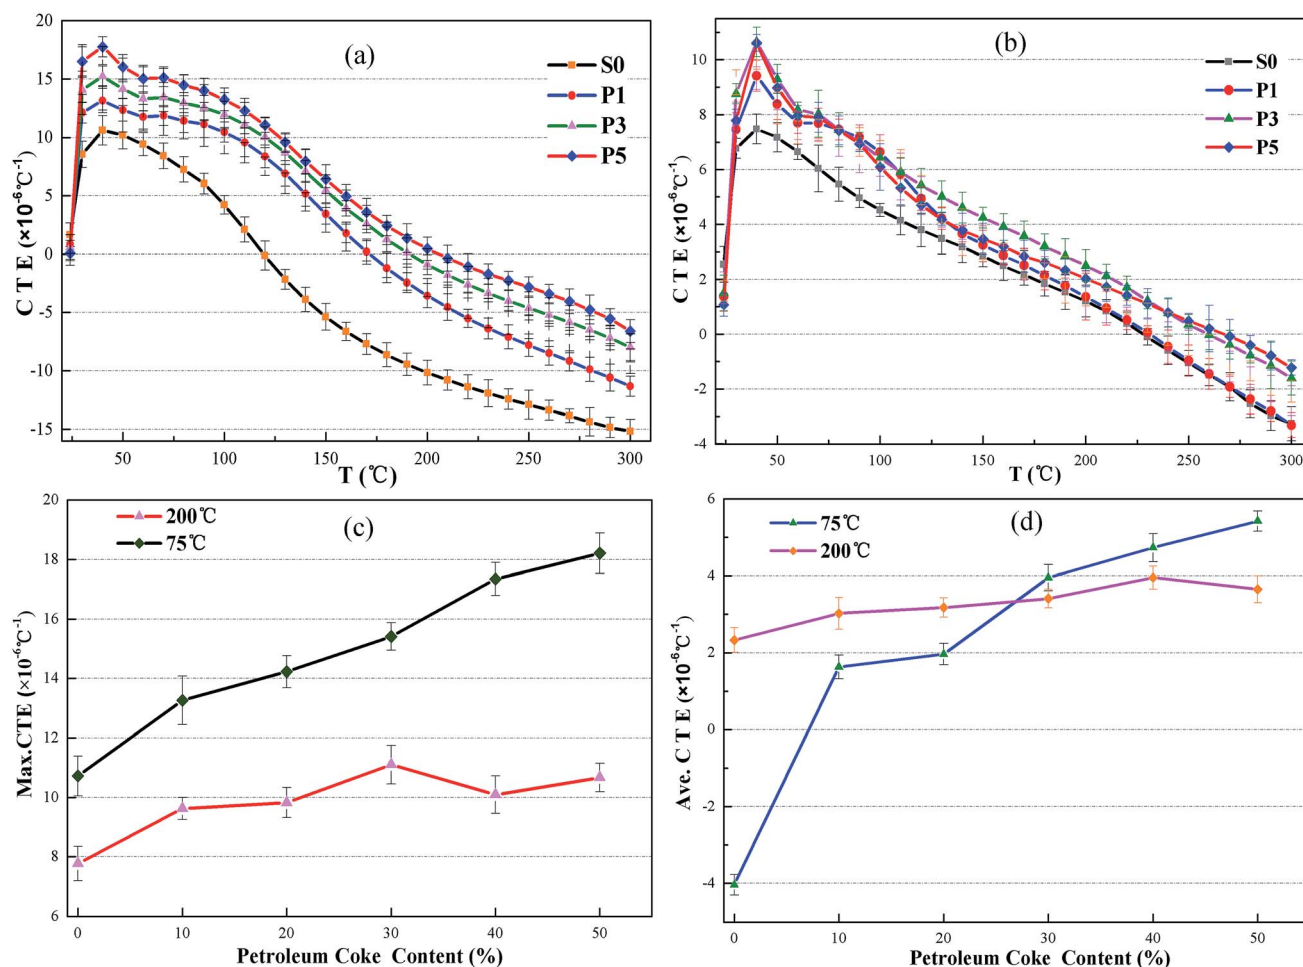 (a)
S0
P1
P3
P5
20
15
10
5
0
-5
-10
-15
C T E (×10⁻⁶℃⁻¹)
50
100
150
200
250
300
T (℃)
(b)
S0
P1
P3
P5
10
8
6
4
2
0
-2
-4
C T E (×10⁻⁶℃⁻¹)
50
100
150
200
250
300
T (℃)
(c)
200℃
75℃
20
18
16
14
12
10
8
6
Max.CTE (×10⁻⁶℃⁻¹)
0
10
20
30
40
50
Petroleum Coke Content (%)
(d)
75℃
200℃
6
4
2
0
-2
-4
Ave. C T E (×10⁻⁶℃⁻¹)
0
10
20
30
40
50
Petroleum Coke Content (%)